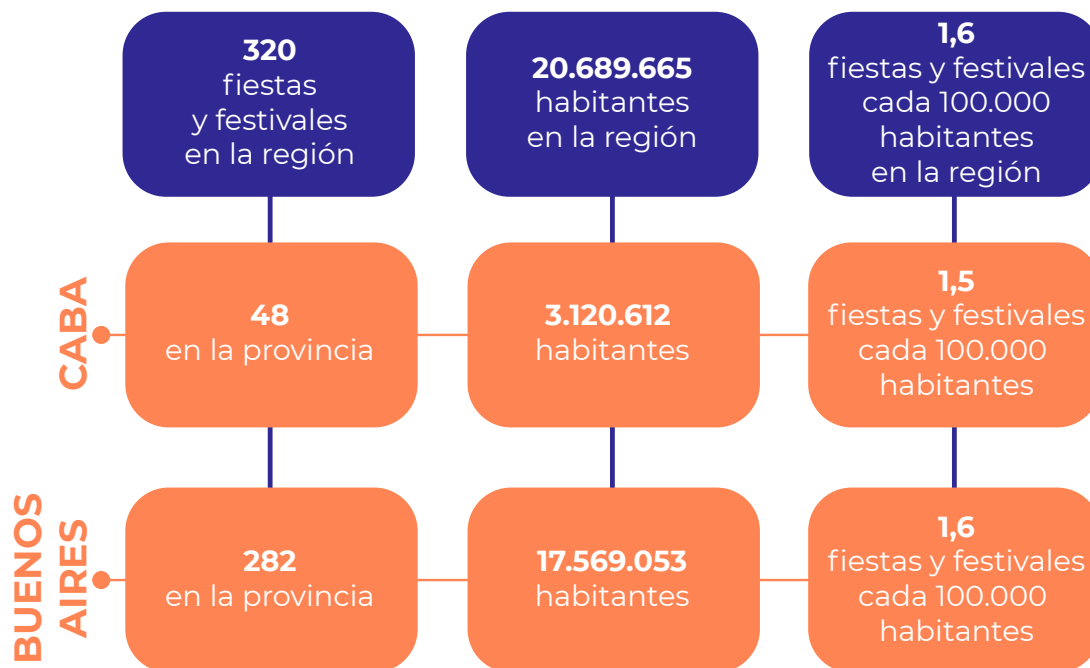 320
fiestas
y festivales
en la región
20.689.665
habitantes
en la región
1,6
fiestas y festivales
cada 100.000
habitantes
en la región
CABA
48
en la provincia
3.120.612
habitantes
1,5
fiestas y festivales
cada 100.000
habitantes
BUENOS
AIRES
282
en la provincia
17.569.053
habitantes
1,6
fiestas y festivales
cada 100.000
habitantes